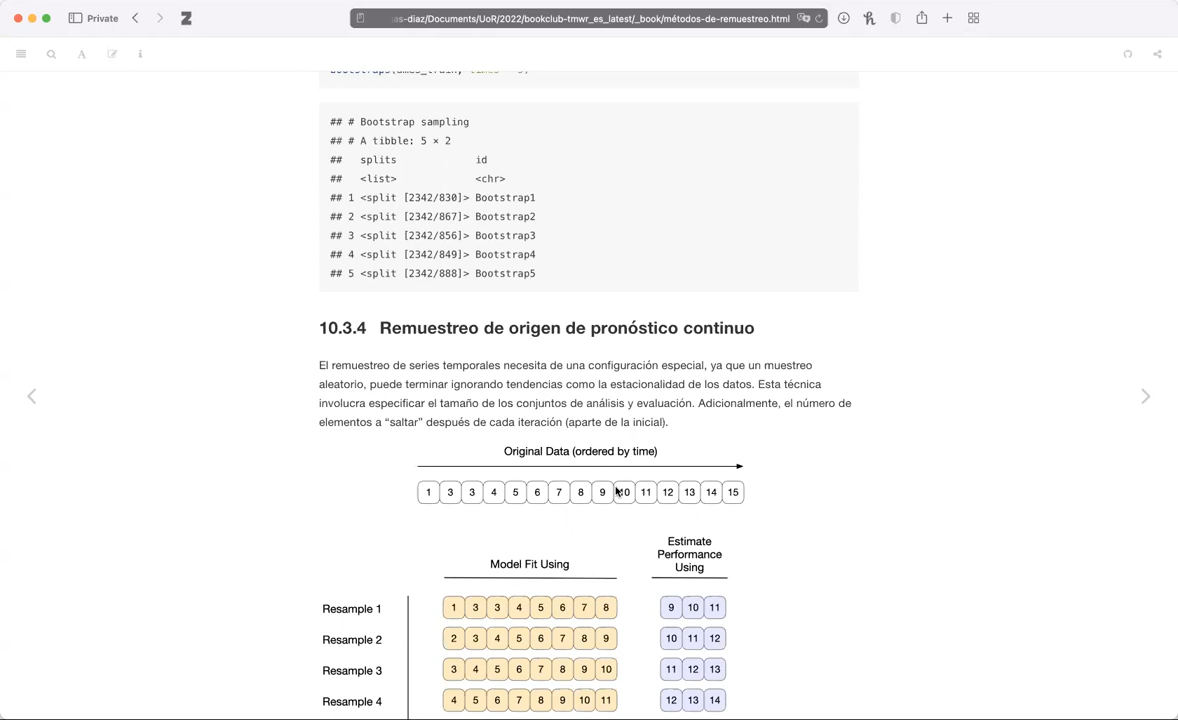 Private
as-diaz/Documents/UoR/2022/bookclub-tmwr_es_latest/_book/métodos-de-remuestreo.html
## # Bootstrap sampling
## # A tibble: 5 × 2
## splits id
## <list> <chr>
## 1 <split [2342/830]> Bootstrap1
## 2 <split [2342/867]> Bootstrap2
## 3 <split [2342/856]> Bootstrap3
## 4 <split [2342/849]> Bootstrap4
## 5 <split [2342/888]> Bootstrap5
10.3.4 Remuestreo de origen de pronóstico continuo
El remuestreo de series temporales necesita de una configuración especial, ya que un muestreo
aleatorio, puede terminar ignorando tendencias como la estacionalidad de los datos. Esta técnica
involucra especificar el tamaño de los conjuntos de análisis y evaluación. Adicionalmente, el número de
elementos a “saltar” después de cada iteración (aparte de la inicial).
Original Data (ordered by time)
1 3 3 4 5 6 7 8 9 10 11 12 13 14 15
Estimate
Performance
Using
Model Fit Using
Resample 1 1 3 3 4 5 6 7 8 9 10 11
Resample 2 2 3 4 5 6 7 8 9 10 11 12
Resample 3 3 4 5 6 7 8 9 10 11 12 13
Resample 4 4 5 6 7 8 9 10 11 12 13 14